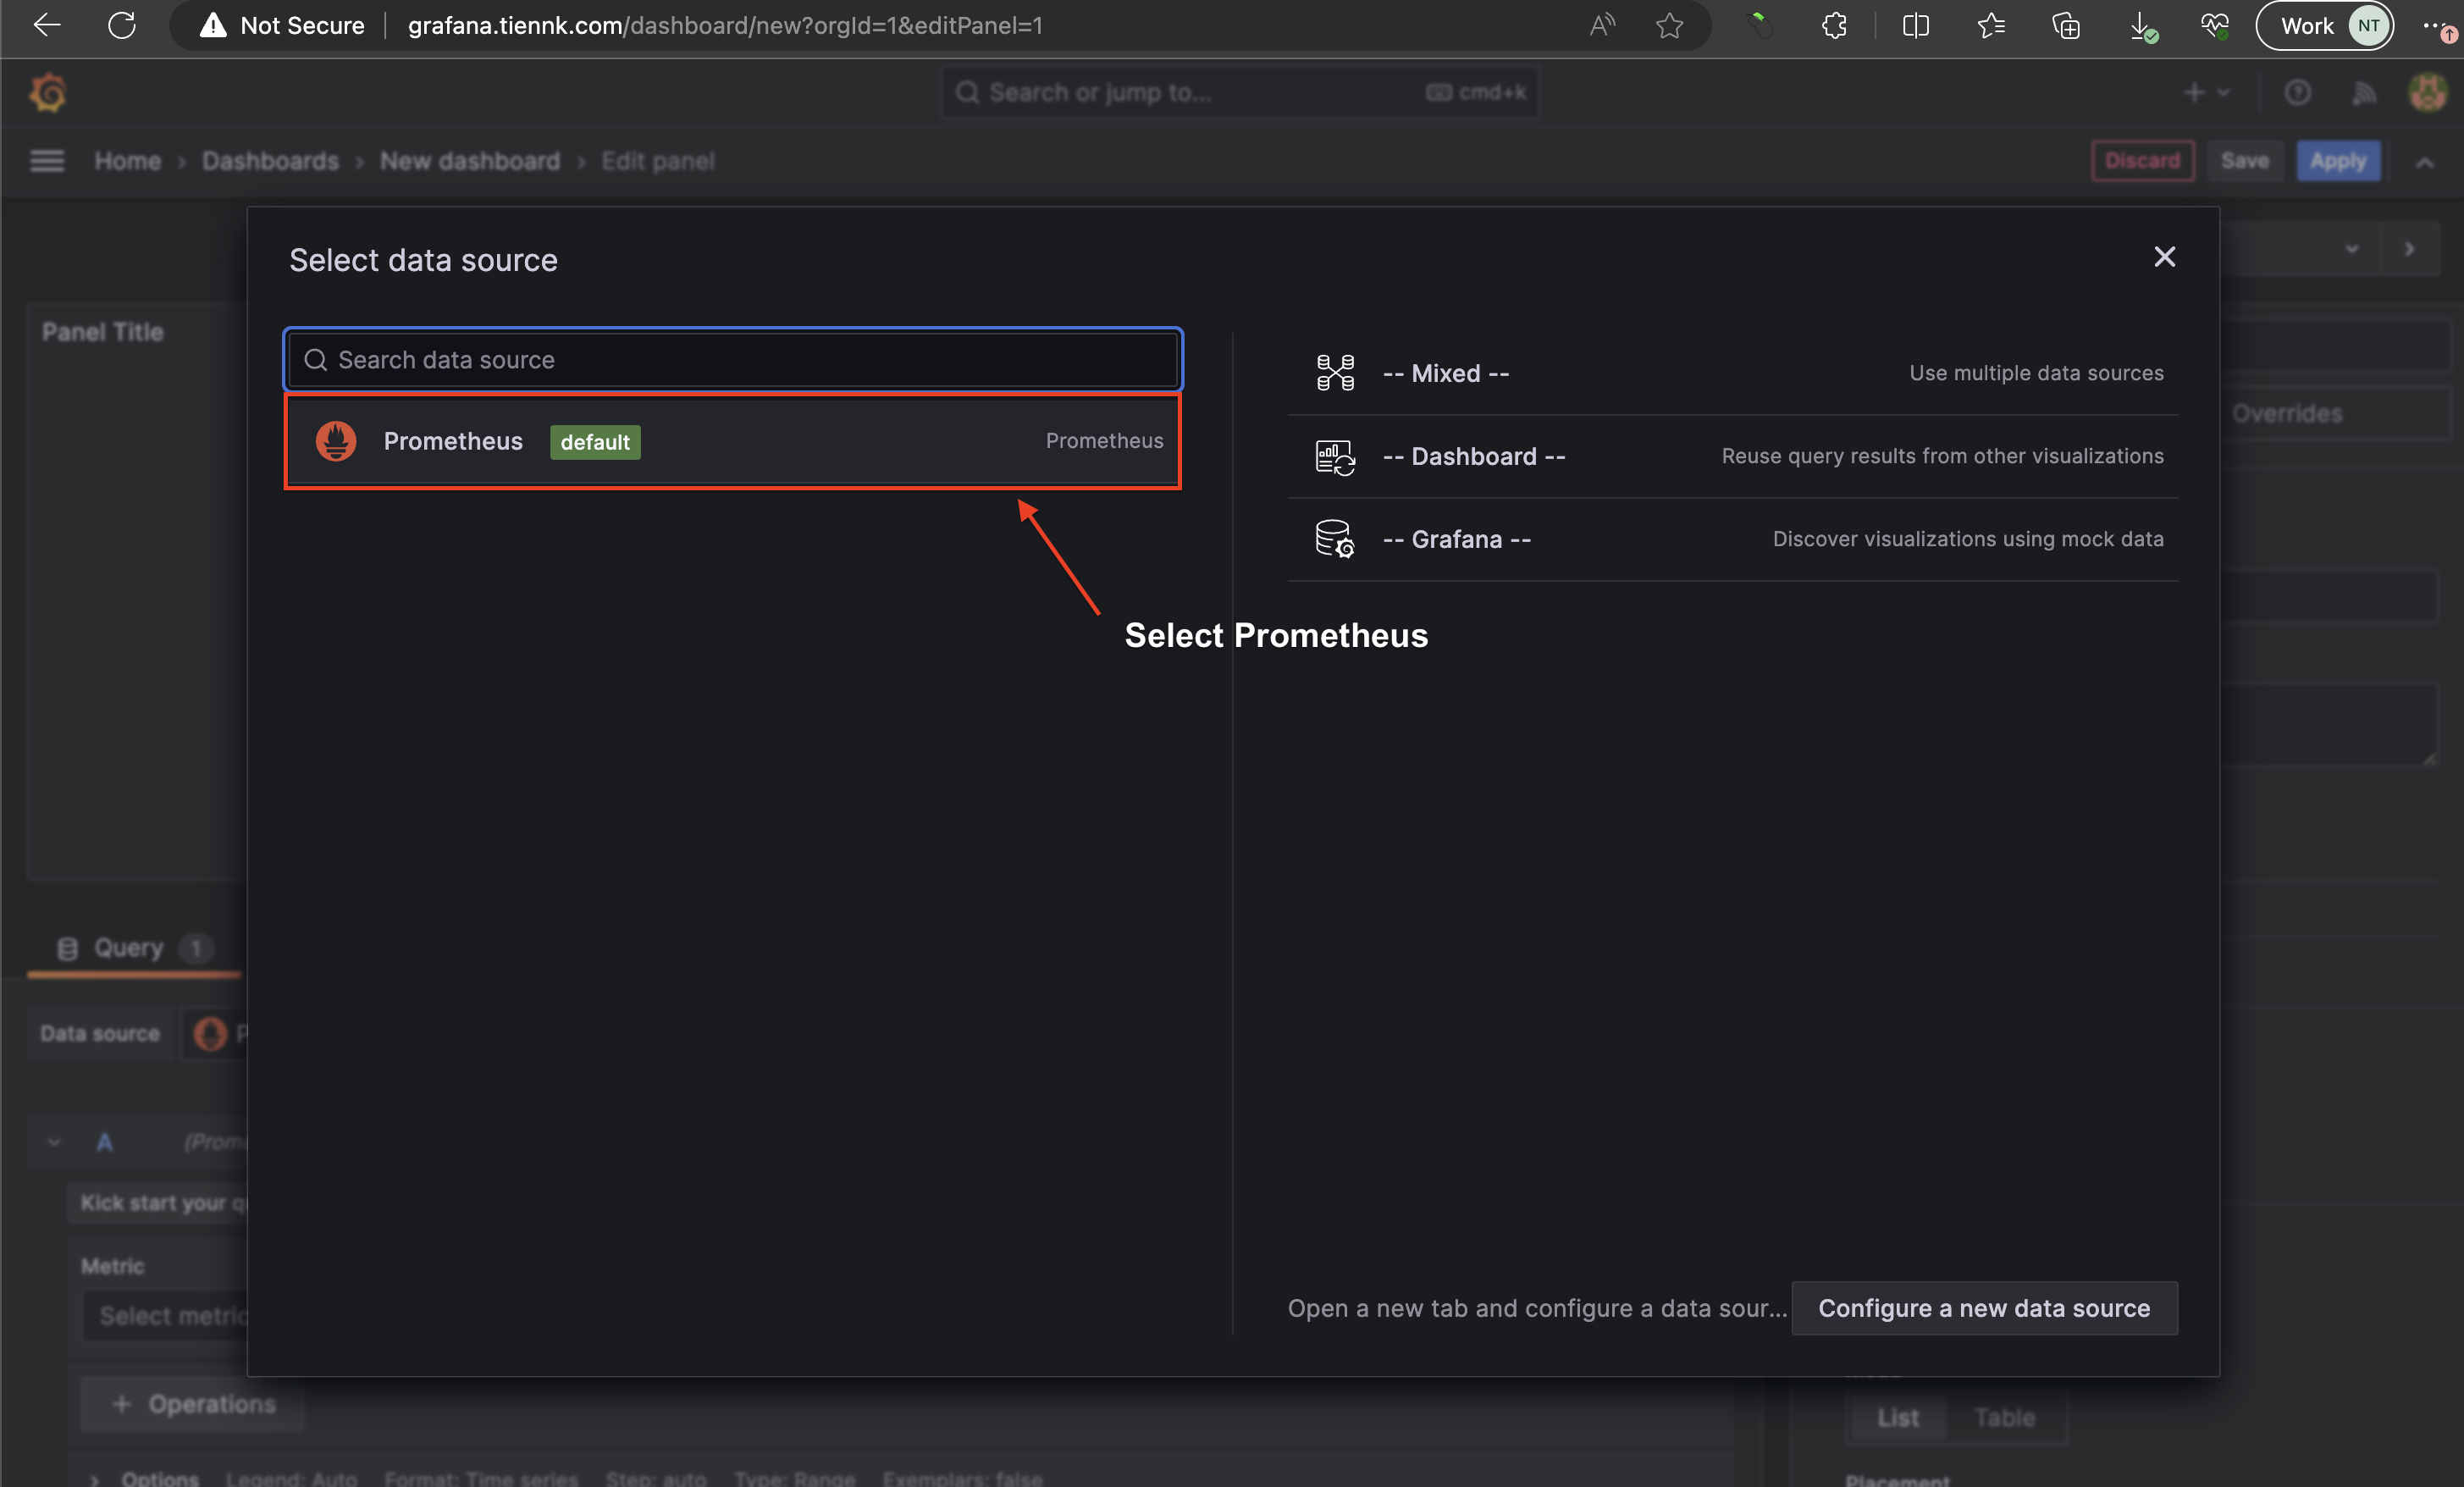 Not Secure grafana.tiennk.com/dashboard/new?orgId=1&editPanel=1
Work NT
Search or jump to... cmd+k
Home › Dashboards › New dashboard › Edit panel
Discard Save Apply
Select data source
Panel Title
Search data source
Prometheus default Prometheus
-- Mixed -- Use multiple data sources
-- Dashboard -- Reuse query results from other visualizations
-- Grafana -- Discover visualizations using mock data
Overrides
Select Prometheus
Query 1
Data source P
A (Prom
Kick start your q
Metric
Select metric
Open a new tab and configure a data sour... Configure a new data source
+ Operations
List Table
Options Legend: Auto Format: Time series Step: auto Type: Range Exemplars: false
Placement